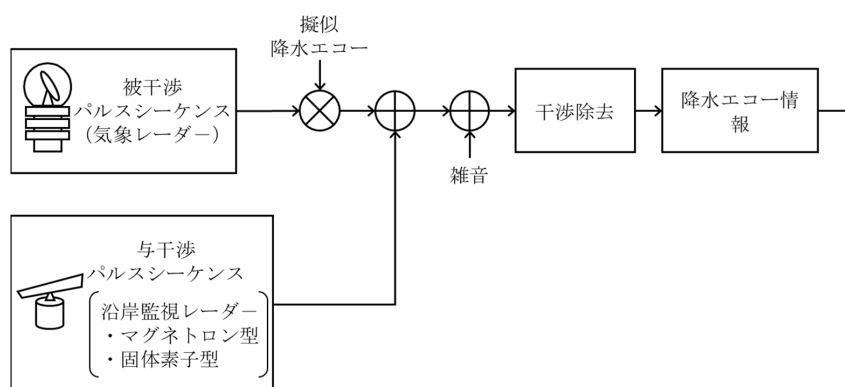 擬似
降水エコー
被干渉
パルスシーケンス
（気象レーダー）
干渉除去
降水エコー情
報
雑音
与干渉
パルスシーケンス
沿岸監視レーダー
・マグネトロン型
・固体素子型